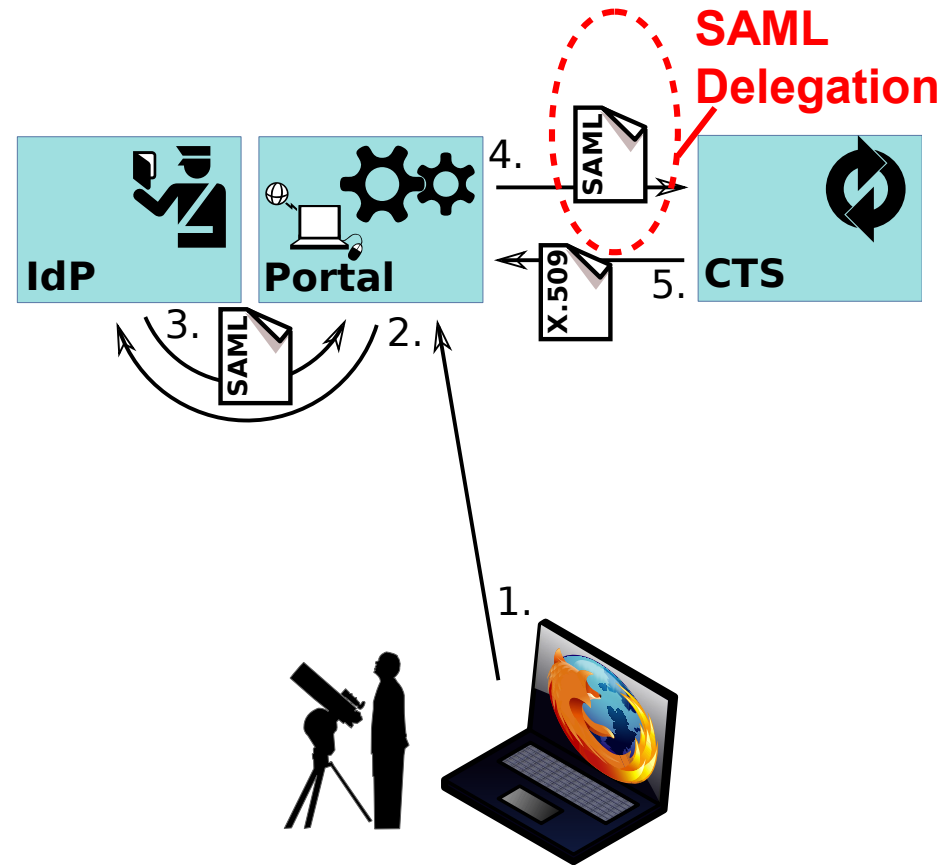 SAML
Delegation
4.
SAML
IdP
Portal
CTS
X.509
5.
3.
SAML
2.
1.